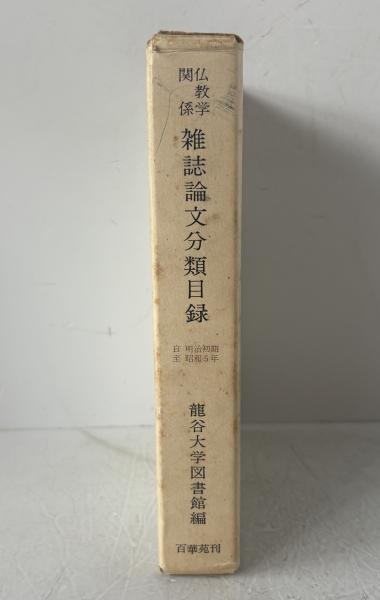 仏教学
関係
雑誌論文分類目録
自 明治初期
至 昭和5年
龍谷大学図書館編
百華苑刊